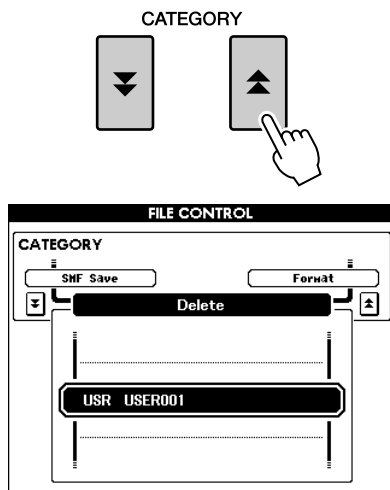 CATEGORY
FILE CONTROL
CATEGORY
SMF Save Format
Delete
USR USER001